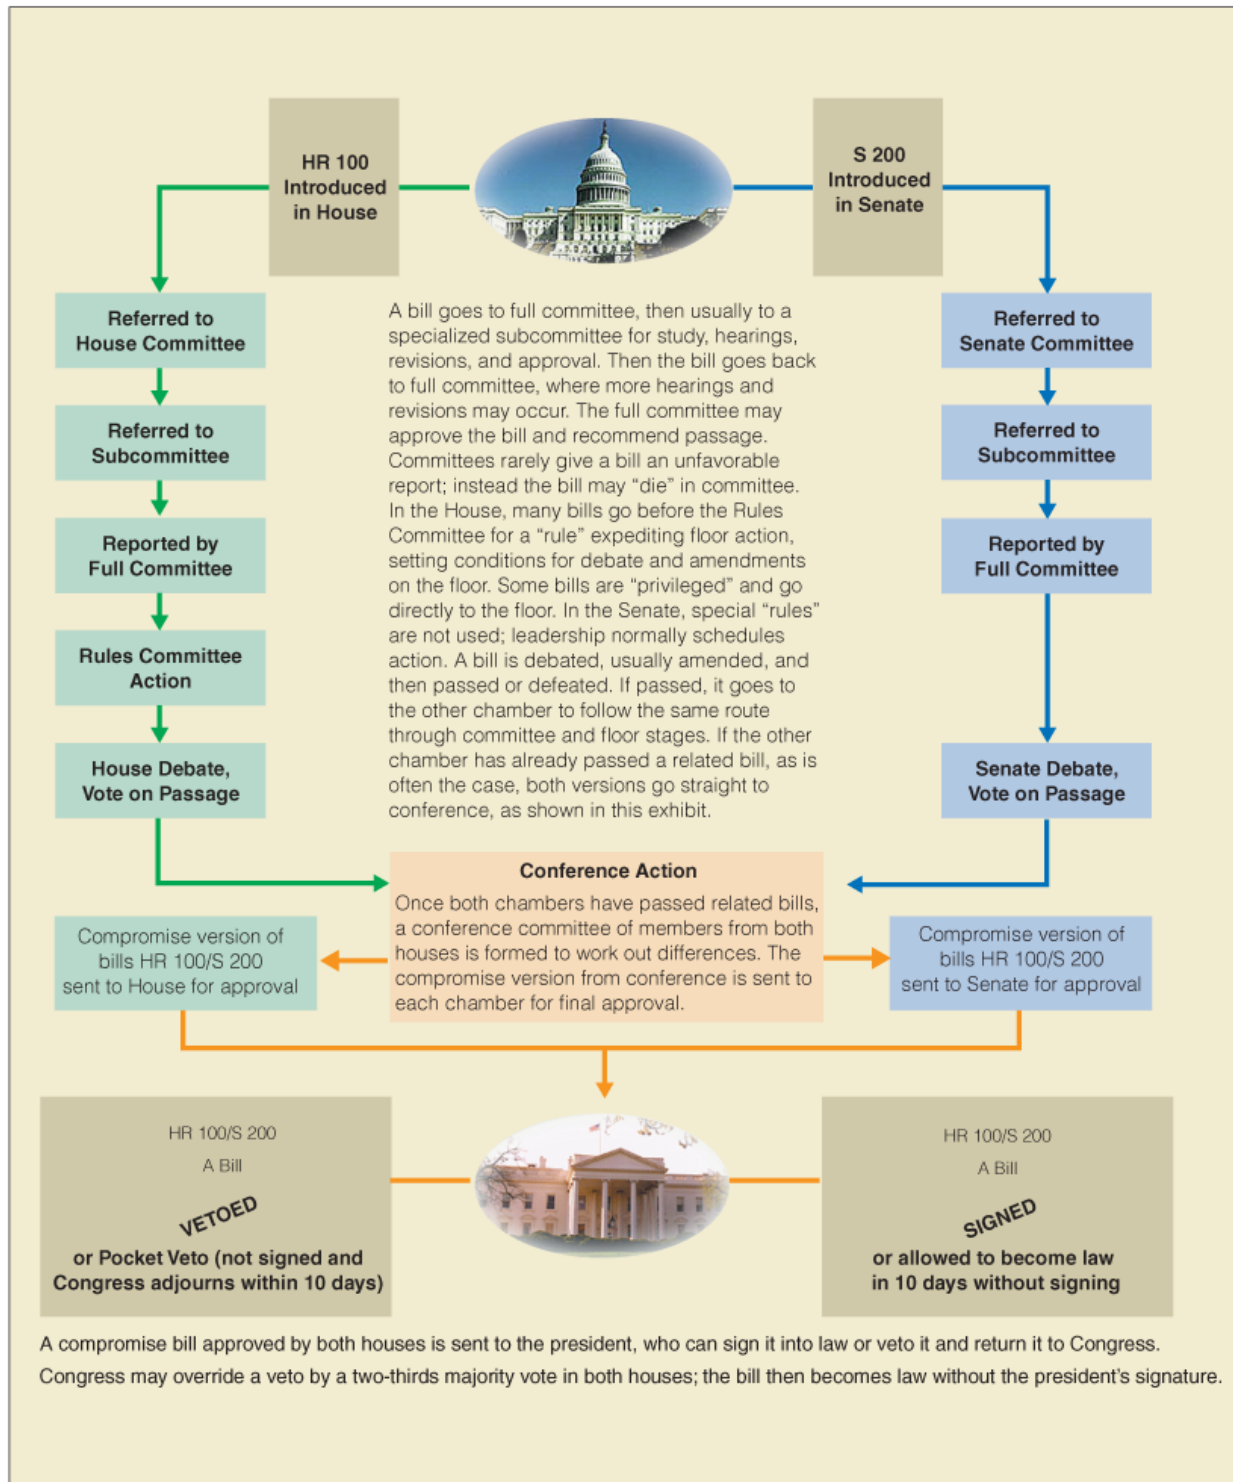 HR 100
Introduced
in House
S 200
Introduced
in Senate
Referred to
House Committee
Referred to
Subcommittee
Reported by
Full Committee
Rules Committee
Action
House Debate,
Vote on Passage
A bill goes to full committee, then usually to a
specialized subcommittee for study, hearings,
revisions, and approval. Then the bill goes back
to full committee, where more hearings and
revisions may occur. The full committee may
approve the bill and recommend passage.
Committees rarely give a bill an unfavorable
report; instead the bill may “die” in committee.
In the House, many bills go before the Rules
Committee for a “rule” expediting floor action,
setting conditions for debate and amendments
on the floor. Some bills are “privileged” and go
directly to the floor. In the Senate, special “rules”
are not used; leadership normally schedules
action. A bill is debated, usually amended, and
then passed or defeated. If passed, it goes to
the other chamber to follow the same route
through committee and floor stages. If the other
chamber has already passed a related bill, as is
often the case, both versions go straight to
conference, as shown in this exhibit.
Referred to
Senate Committee
Referred to
Subcommittee
Reported by
Full Committee
Senate Debate,
Vote on Passage
Conference Action
Once both chambers have passed related bills,
a conference committee of members from both
houses is formed to work out differences. The
compromise version from conference is sent to
each chamber for final approval.
Compromise version of
bills HR 100/S 200
sent to House for approval
Compromise version of
bills HR 100/S 200
sent to Senate for approval
HR 100/S 200
A Bill
VETOED
or Pocket Veto (not signed and
Congress adjourns within 10 days)
HR 100/S 200
A Bill
SIGNED
or allowed to become law
in 10 days without signing
A compromise bill approved by both houses is sent to the president, who can sign it into law or veto it and return it to Congress.
Congress may override a veto by a two-thirds majority vote in both houses; the bill then becomes law without the president’s signature.